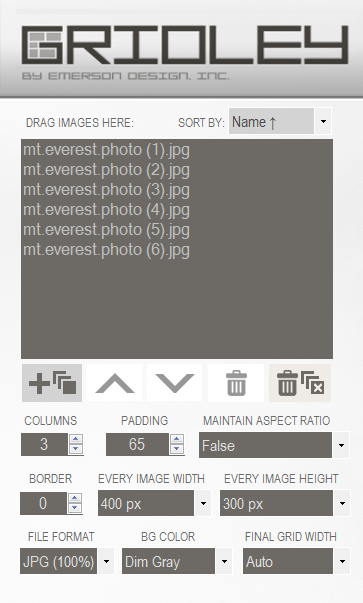 GRIDLEY
BY EMERSON DESIGN, INC.
DRAG IMAGES HERE: SORT BY: Name ↑
mt.everest.photo (1).jpg
mt.everest.photo (2).jpg
mt.everest.photo (3).jpg
mt.everest.photo (4).jpg
mt.everest.photo (5).jpg
mt.everest.photo (6).jpg
COLUMNS PADDING MAINTAIN ASPECT RATIO
3 65 False
BORDER EVERY IMAGE WIDTH EVERY IMAGE HEIGHT
0 400 px 300 px
FILE FORMAT BG COLOR FINAL GRID WIDTH
JPG (100%) Dim Gray Auto